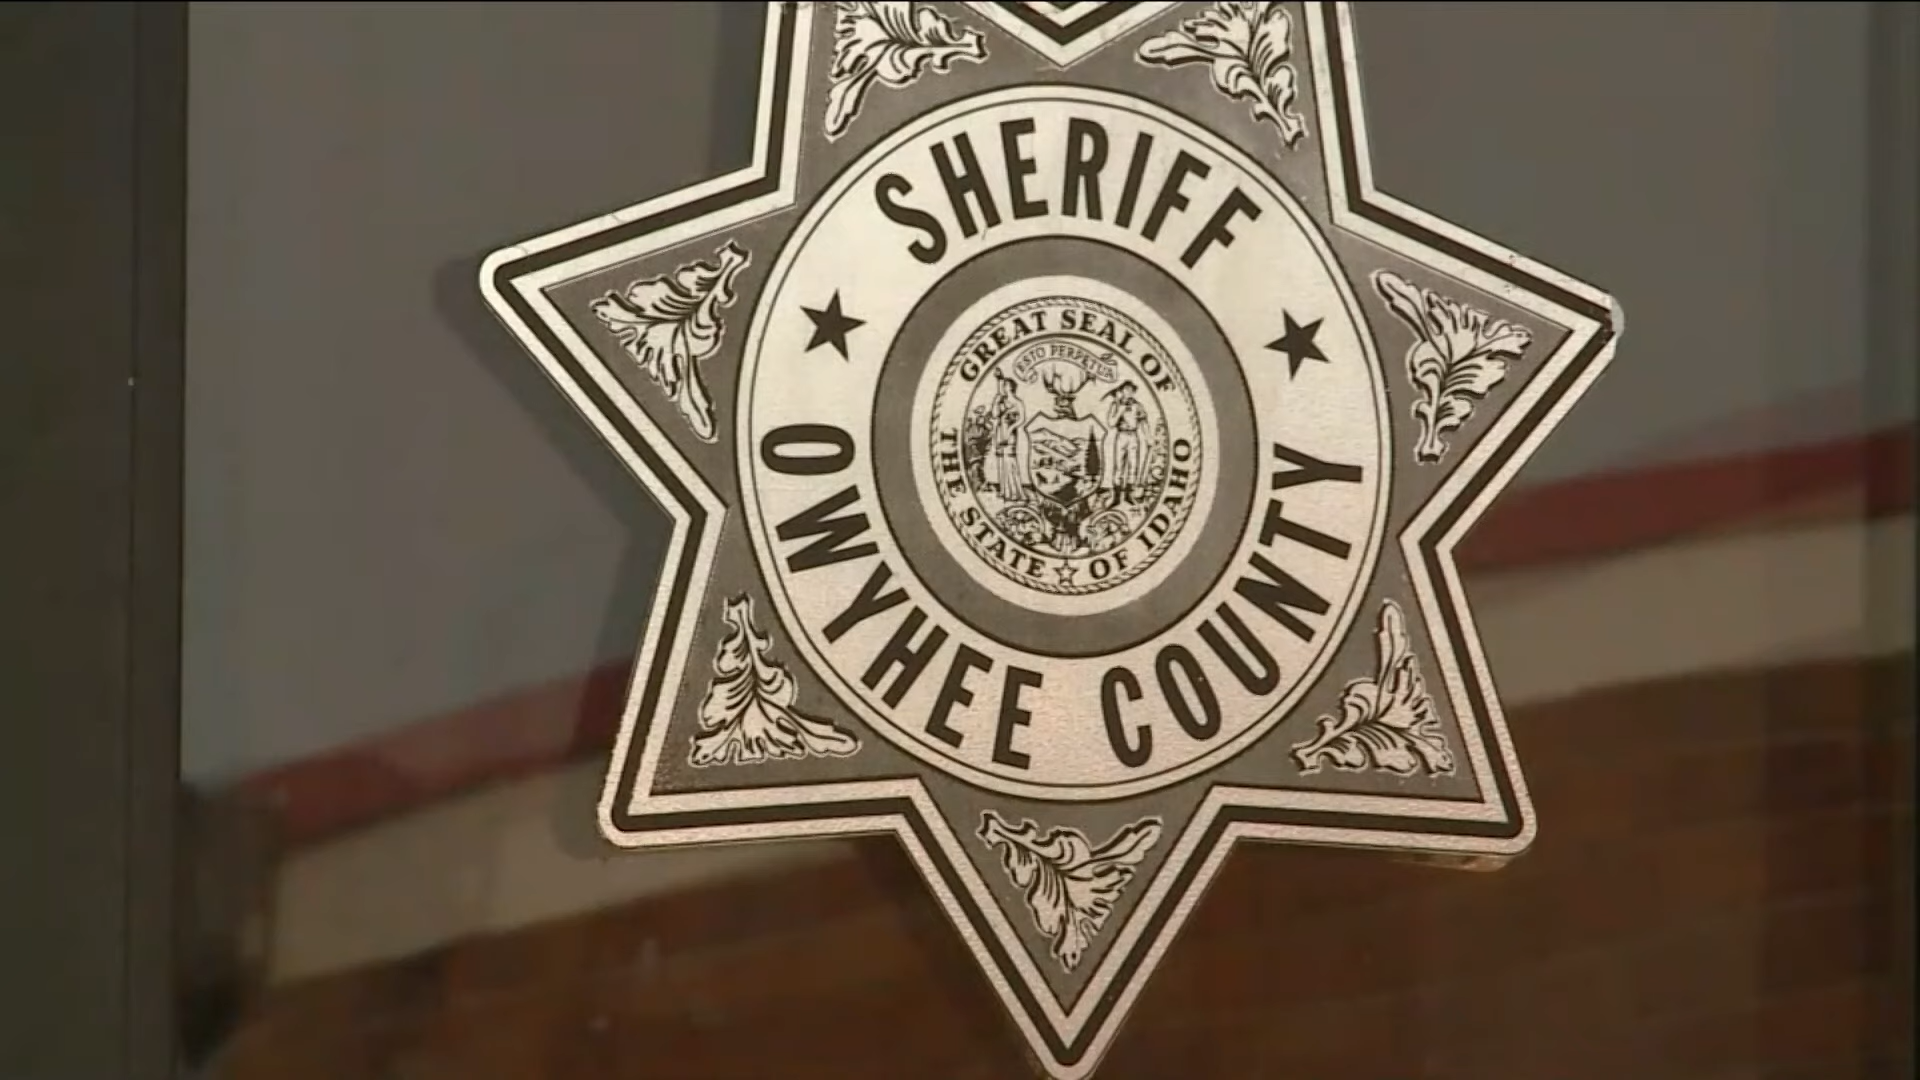 SHERIFF
GREAT SEAL OF
ESTO PERPETUA
THE STATE OF IDAHO
OWYHEE COUNTY